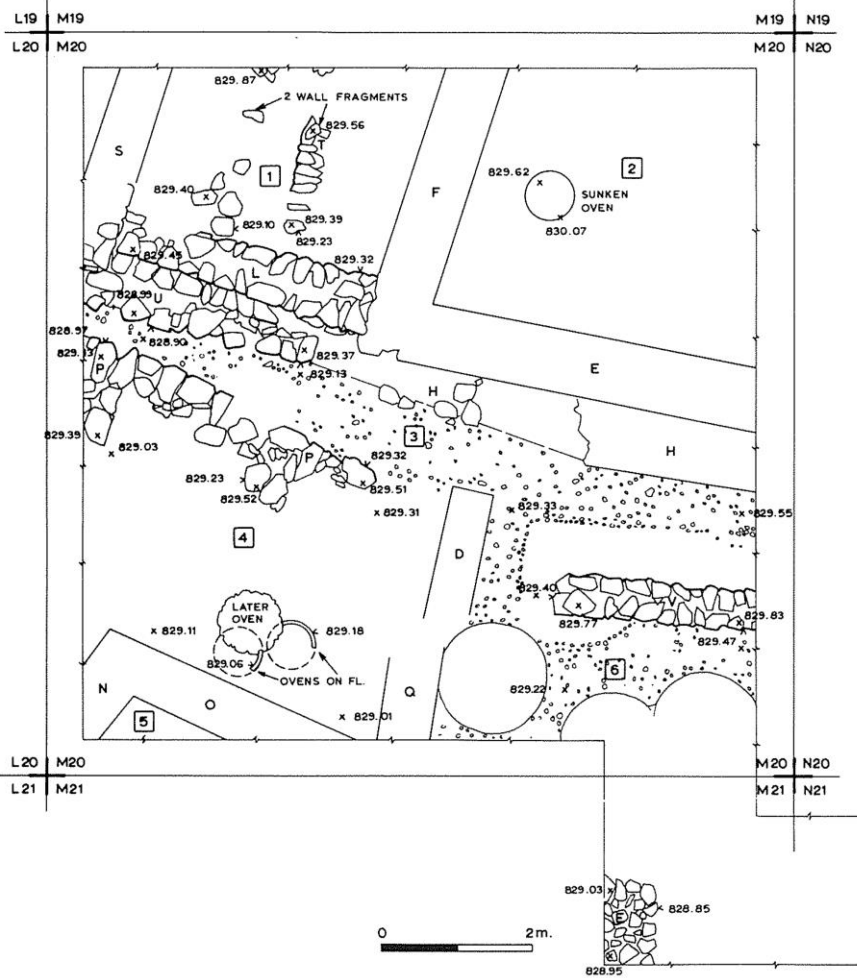 L19 M19
L20 M20
M19 N19
M20 N20
829.87
2 WALL FRAGMENTS
829.56
T
S
1
F
2
829.62
SUNKEN
OVEN
830.07
829.40
829.10
829.39
829.23
829.45
829.32
L
828.99
U
828.97
828.90
829.13
P
829.37
829.13
E
H
H
829.39
829.03
3
829.32
829.23
P
829.52
829.51
829.31
829.33
829.55
4
D
829.40
V
829.77
829.83
829.47
LATER
OVEN
829.11
829.18
829.06
OVENS ON FL.
6
829.22
N
O
Q
829.01
5
L20 M20
L21 M21
M20 N20
M21 N21
829.03
E
828.85
828.95
0 2m.